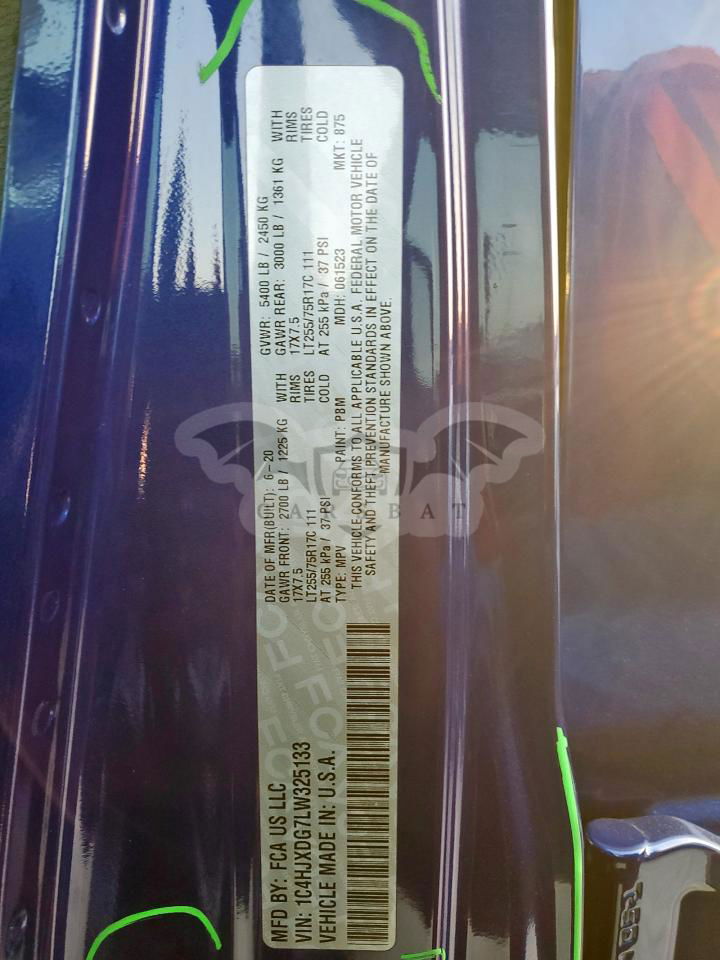 MFD BY: FCA US LLC
VIN: 1C4HJXDG7LW325133
VEHICLE MADE IN: U.S.A.
DATE OF MFR(BUILT): 6-20 GVWR: 5400 LB / 2450 KG
GAWR FRONT: 2700 LB / 1225 KG WITH GAWR REAR: 3000 LB / 1361 KG WITH
17X7.5 RIMS 17X7.5 RIMS
LT255/75R17C 111 TIRES LT255/75R17C 111 TIRES
AT 255 kPa / 37 PSI COLD AT 255 kPa / 37 PSI COLD
TYPE: MPV PAINT: PBM MDH: 061523 MKT: 875
THIS VEHICLE CONFORMS TO ALL APPLICABLE U.S.A. FEDERAL MOTOR VEHICLE
SAFETY AND THEFT PREVENTION STANDARDS IN EFFECT ON THE DATE OF
MANUFACTURE SHOWN ABOVE.
CARABAT